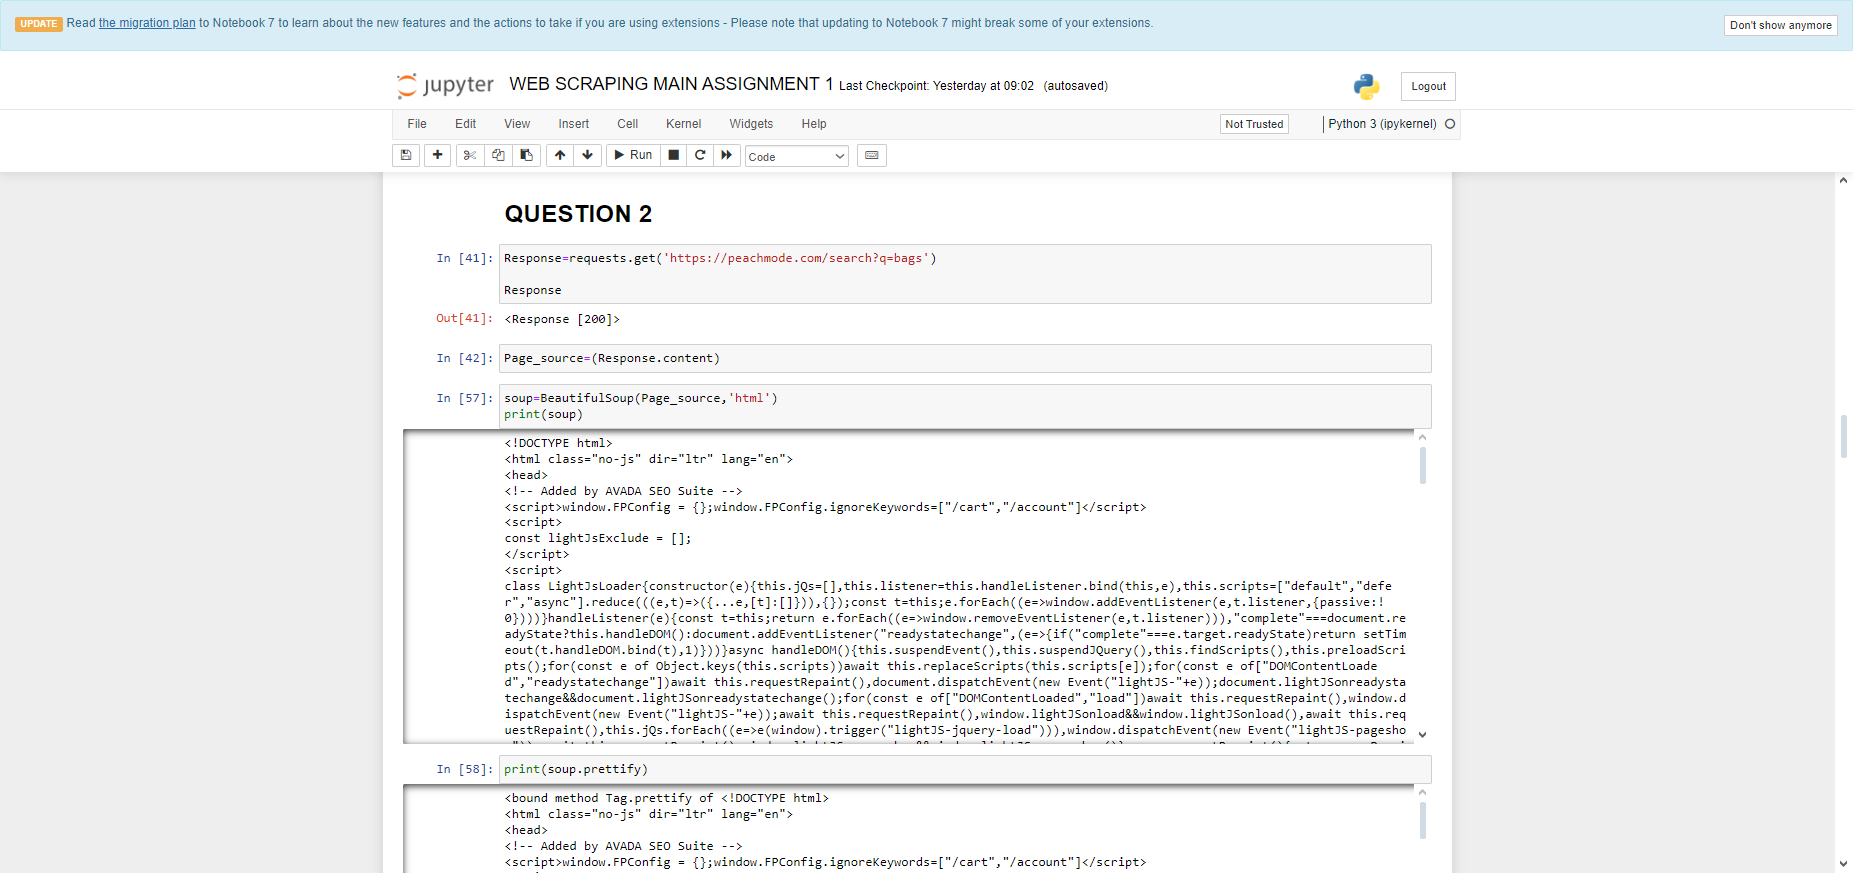 UPDATE Read the migration plan to Notebook 7 to learn about the new features and the actions to take if you are using extensions - Please note that updating to Notebook 7 might break some of your extensions.
Don't show anymore
jupyter WEB SCRAPING MAIN ASSIGNMENT 1 Last Checkpoint: Yesterday at 09:02 (autosaved)
Logout
File Edit View Insert Cell Kernel Widgets Help
Not Trusted
Python 3 (ipykernel)
Run
Code
QUESTION 2
In [41]: Response=requests.get('https://peachmode.com/search?q=bags')
Response
Out[41]: <Response [200]>
In [42]: Page_source=(Response.content)
In [57]: soup=BeautifulSoup(Page_source,'html')
print(soup)
<!DOCTYPE html>
<html class="no-js" dir="ltr" lang="en">
<head>
<!-- Added by AVADA SEO Suite -->
<script>window.FPConfig = {};window.FPConfig.ignoreKeywords=["/cart","/account"]</script>
<script>
const lightJsExclude = [];
</script>
<script>
class LightJsLoader{constructor(e){this.jQs=[],this.listener=this.handleListener.bind(this,e),this.scripts=["default","defe
r","async"].reduce(((e,t)=>({...e,[t]:[]})),{});const t=this;e.forEach((e=>window.addEventListener(e,t.listener,{passive:!
0})))}handleListener(e){const t=this;return e.forEach((e=>window.removeEventListener(e,t.listener))),"complete"===document.re
adyState?this.handleDOM():document.addEventListener("readystatechange",(e=>{if("complete"===e.target.readyState)return setTim
eout(t.handleDOM.bind(t),1)}))}async handleDOM(){this.suspendEvent(),this.suspendJQuery(),this.findScripts(),this.preloadScri
pts();for(const e of Object.keys(this.scripts))await this.replaceScripts(this.scripts[e]);for(const e of["DOMContentLoade
d","readystatechange"])await this.requestRepaint(),document.dispatchEvent(new Event("lightJS-"+e));document.lightJSonreadysta
techange&&document.lightJSonreadystatechange();for(const e of["DOMContentLoaded","load"])await this.requestRepaint(),window.d
ispatchEvent(new Event("lightJS-"+e));await this.requestRepaint(),window.lightJSonload&&window.lightJSonload(),await this.req
uestRepaint(),this.jQs.forEach((e=>e(window).trigger("lightJS-jquery-load"))),window.dispatchEvent(new Event("lightJS-pagesho
In [58]: print(soup.prettify)
<bound method Tag.prettify of <!DOCTYPE html>
<html class="no-js" dir="ltr" lang="en">
<head>
<!-- Added by AVADA SEO Suite -->
<script>window.FPConfig = {};window.FPConfig.ignoreKeywords=["/cart","/account"]</script>